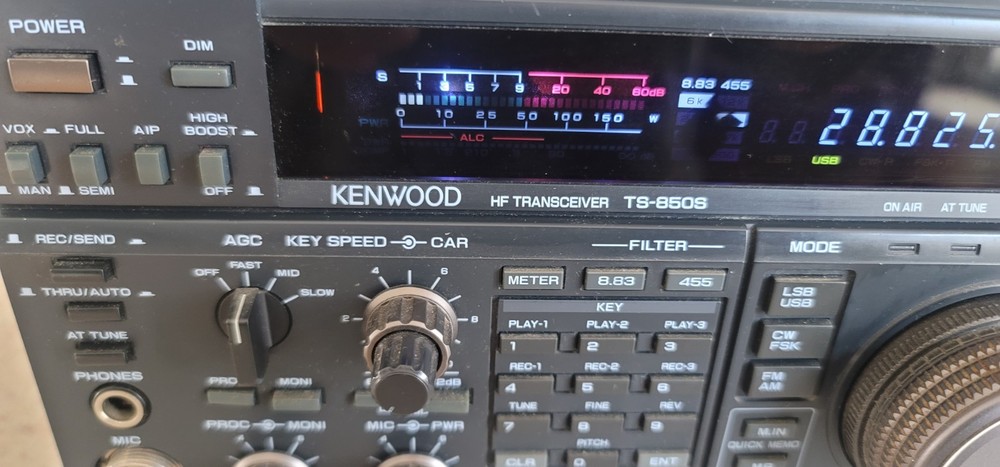 POWER
DIM
VOX FULL AIP HIGH BOOST
MAN SEMI OFF
S 1 3 5 7 9 20 40 60dB
8.83 455
6k
PWR 0 10 25 50 100 150 W
ALC
28.825.
USB
KENWOOD HF TRANSCEIVER TS-850S
ON AIR AT TUNE
REC/SEND
AGC
KEY SPEED CAR
FILTER
MODE
THRU/AUTO
OFF FAST MID SLOW
2 4 6 8
METER 8.83 455
LSB
USB
KEY
AT TUNE
PLAY-1 PLAY-2 PLAY-3
1 2 3
CW
FSK
REC-1 REC-2 REC-3
4 5 6
FM
AM
PHONES
PRO MONI
2dB
TUNE FINE REV
7 8 9
M.IN
QUICK MEMO
MIC
PROC MONI
MIC PWR
PITCH
CLR 0 ENT